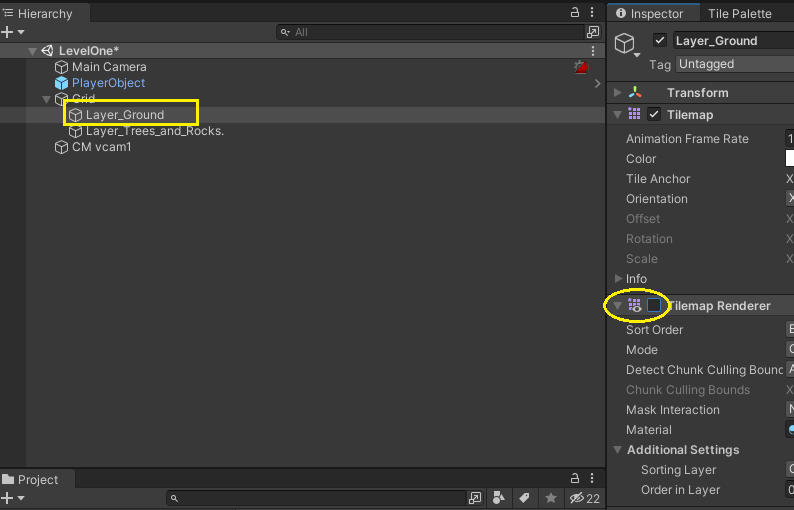 Hierarchy
All
LevelOne*
Main Camera
PlayerObject
Grid
Layer_Ground
Layer_Trees_and_Rocks.
CM vcam1
Project
22
Inspector
Tile Palette
Layer_Ground
Tag Untagged
Transform
Tilemap
Animation Frame Rate 1
Color
Tile Anchor X
Orientation X
Offset X
Rotation X
Scale X
Info
Tilemap Renderer
Sort Order
Mode
Detect Chunk Culling Bound
Chunk Culling Bounds X
Mask Interaction
Material
Additional Settings
Sorting Layer
Order in Layer 0